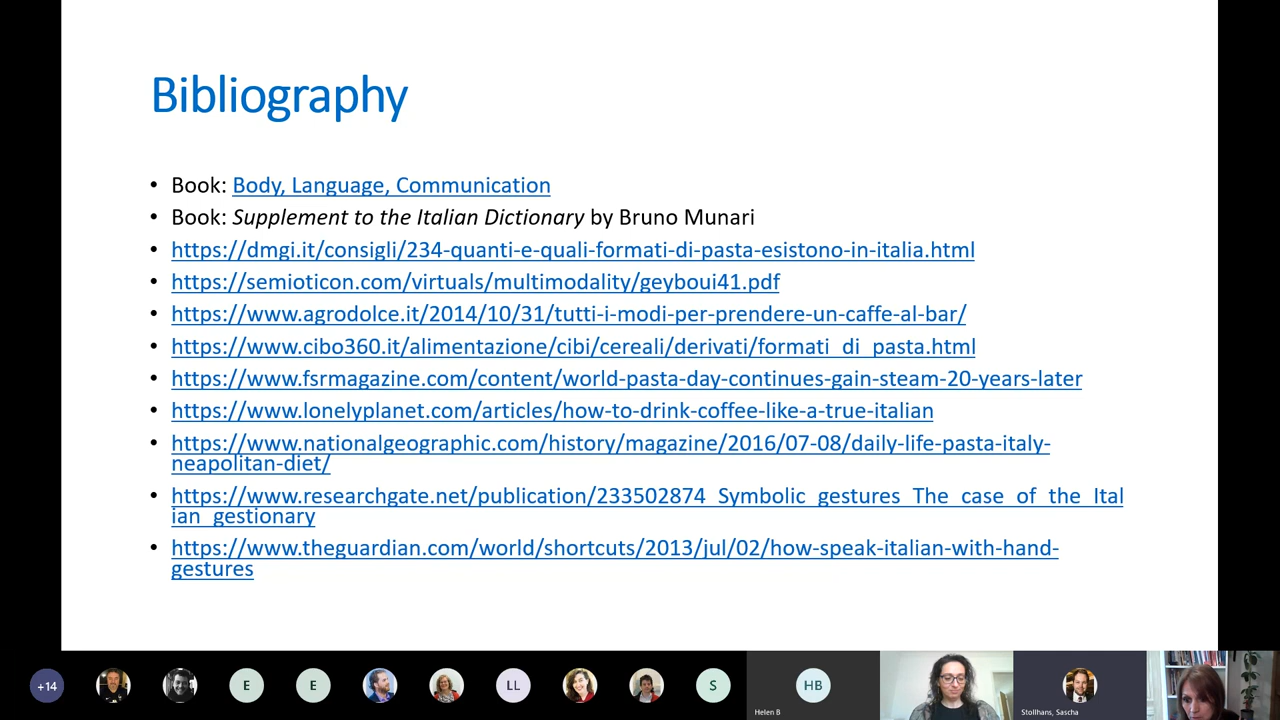 Bibliography
• Book: Body, Language, Communication
• Book: Supplement to the Italian Dictionary by Bruno Munari
• https://dmgi.it/consigli/234-quanti-e-quali-formati-di-pasta-esistono-in-italia.html
• https://semioticon.com/virtuals/multimodality/geyboui41.pdf
• https://www.agrodolce.it/2014/10/31/tutti-i-modi-per-prendere-un-caffe-al-bar/
• https://www.cibo360.it/alimentazione/cibi/cereali/derivati/formati_di_pasta.html
• https://www.fsrmagazine.com/content/world-pasta-day-continues-gain-steam-20-years-later
• https://www.lonelyplanet.com/articles/how-to-drink-coffee-like-a-true-italian
• https://www.nationalgeographic.com/history/magazine/2016/07-08/daily-life-pasta-italy-
neapolitan-diet/
• https://www.researchgate.net/publication/233502874_Symbolic_gestures_The_case_of_the_Ital
ian_gestionary
• https://www.theguardian.com/world/shortcuts/2013/jul/02/how-speak-italian-with-hand-
gestures
+14
E
E
LL
S
HB
Helen B
Stollhans, Sascha